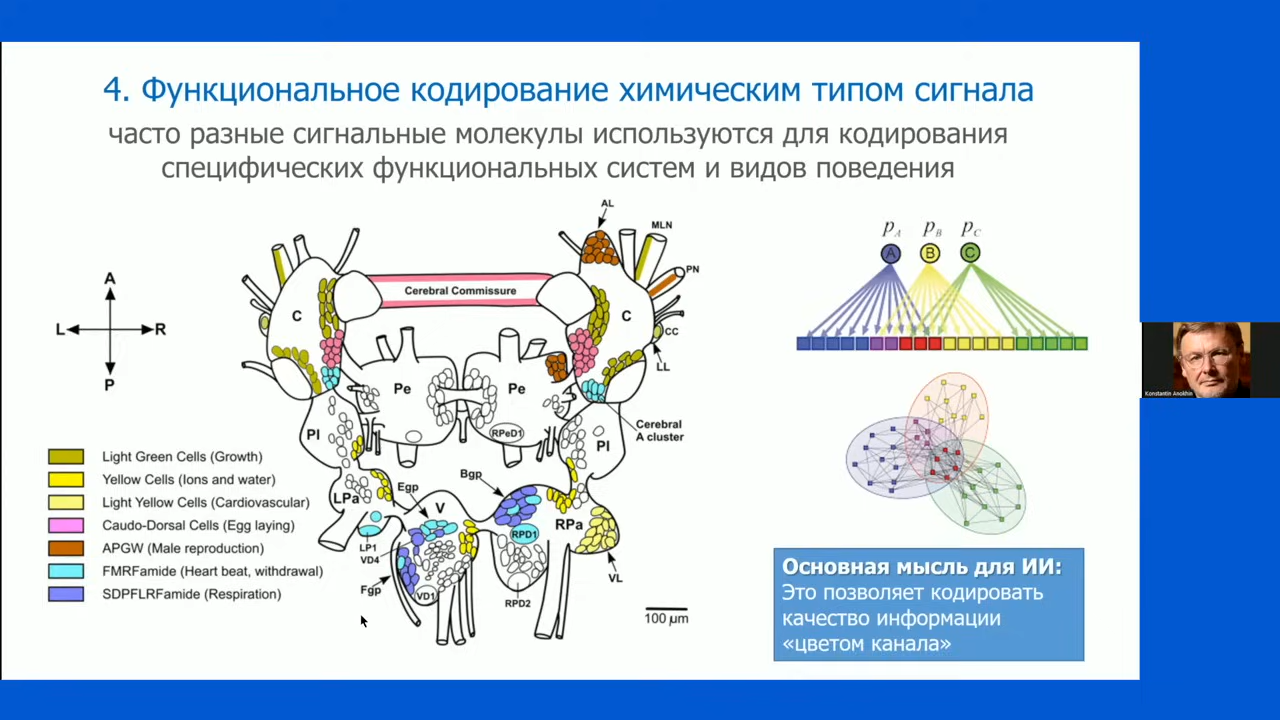 4. Функциональное кодирование химическим типом сигнала
часто разные сигнальные молекулы используются для кодирования
специфических функциональных систем и видов поведения
A
L
R
P
AL
MLN
PN
CC
LL
C
C
Cerebral Commissure
Pe
Pe
RPeD1
Cerebral
A cluster
Pl
Pl
LPa
Egp
Bgp
V
RPa
RPD1
LP1
VD4
Fgp
VD1
RPD2
VL
100 µm
Light Green Cells (Growth)
Yellow Cells (Ions and water)
Light Yellow Cells (Cardiovascular)
Caudo-Dorsal Cells (Egg laying)
APGW (Male reproduction)
FMRFamide (Heart beat, withdrawal)
SDPFLRFamide (Respiration)
pA pB pC
A B C
Основная мысль для ИИ:
Это позволяет кодировать
качество информации
«цветом канала»
Konstantin Anokhin